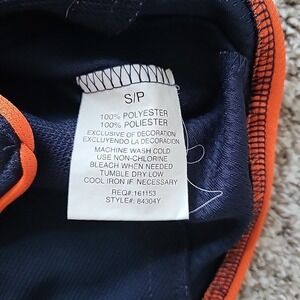 S/P
100% POLYESTER
100% POLIESTER
EXCLUSIVE OF DECORATION
EXCLUYENDO LA DECORACION
MACHINE WASH COLD
USE NON-CHLORINE
BLEACH WHEN NEEDED
TUMBLE DRY-LOW
COOL IRON IF NECESSARY
REQ#:161153
STYLE#: 84304Y